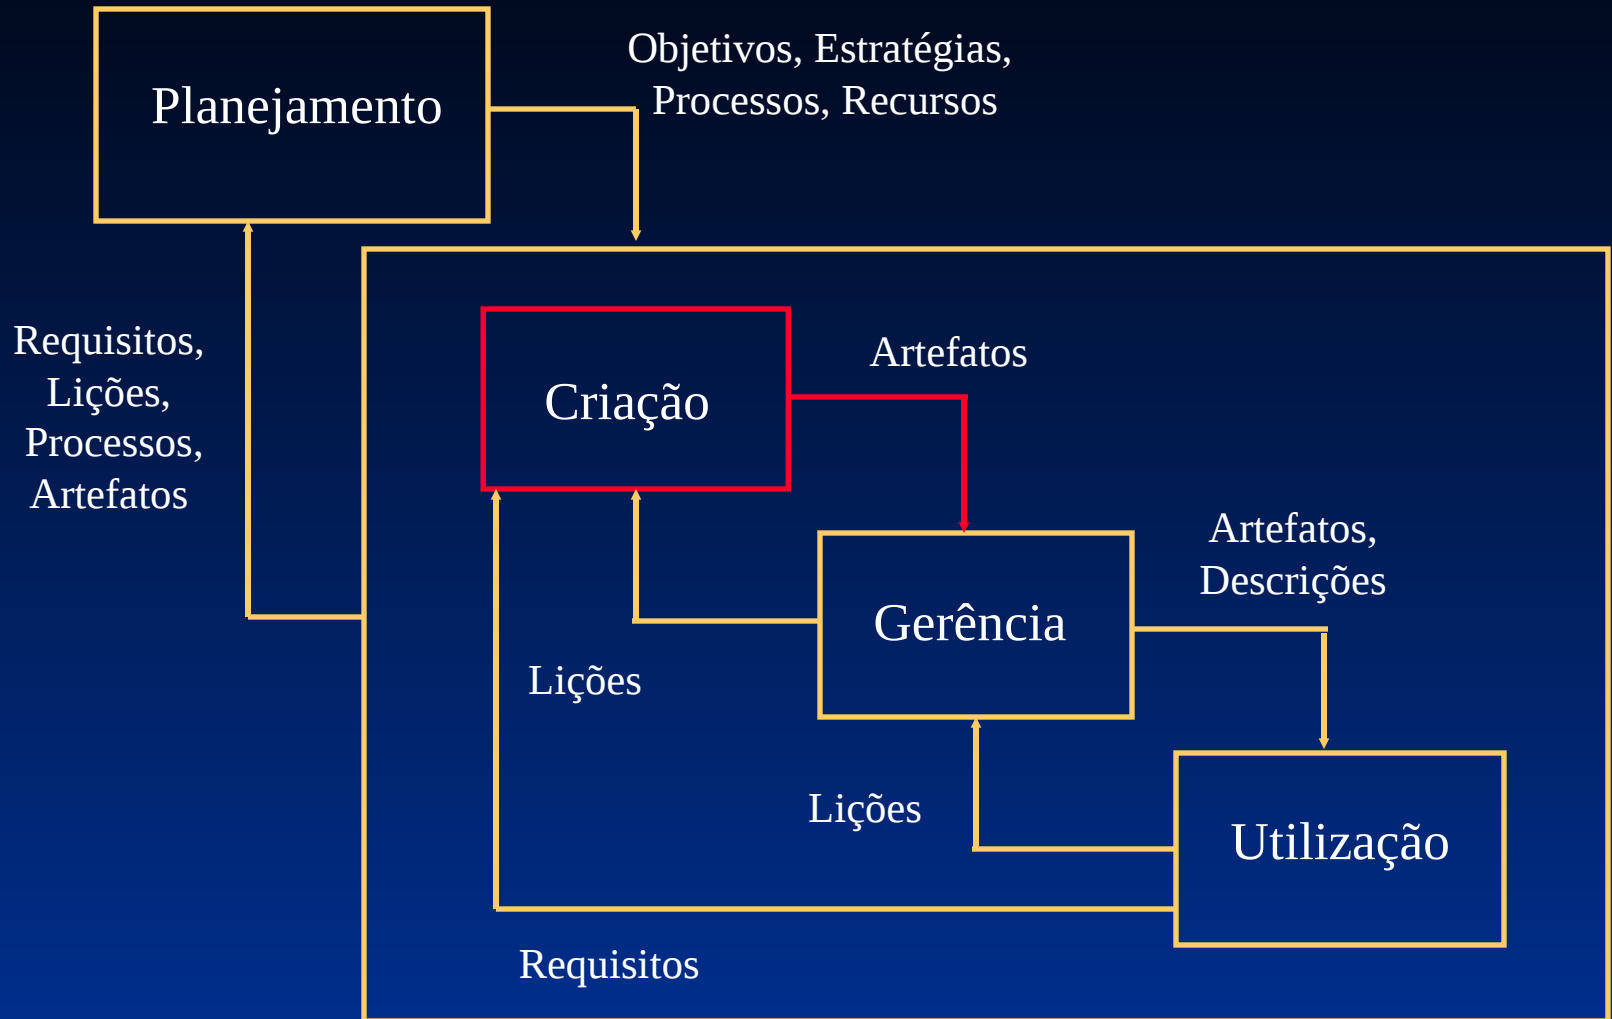 Objetivos, Estratégias,
Processos, Recursos
Planejamento
Requisitos,
Lições,
Processos,
Artefatos
Criação
Artefatos
Artefatos,
Descrições
Gerência
Lições
Lições
Utilização
Requisitos